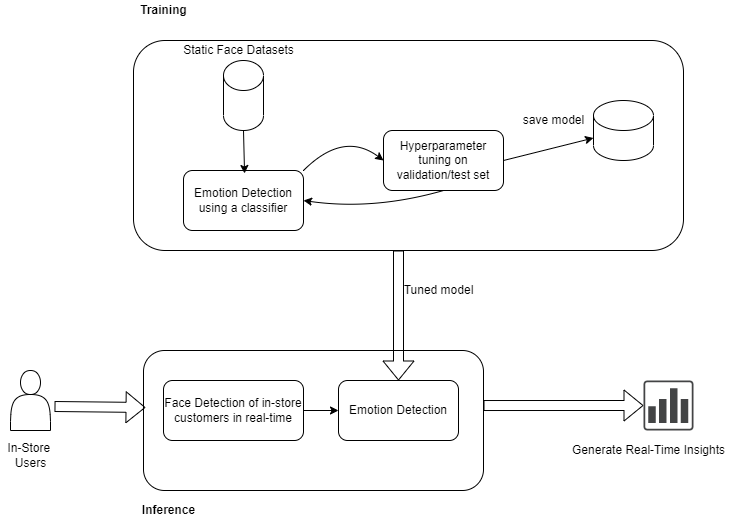 Training
Static Face Datasets
save model
Hyperparameter
tuning on
validation/test set
Emotion Detection
using a classifier
Tuned model
Face Detection of in-store
customers in real-time
Emotion Detection
In-Store
Users
Generate Real-Time Insights
Inference